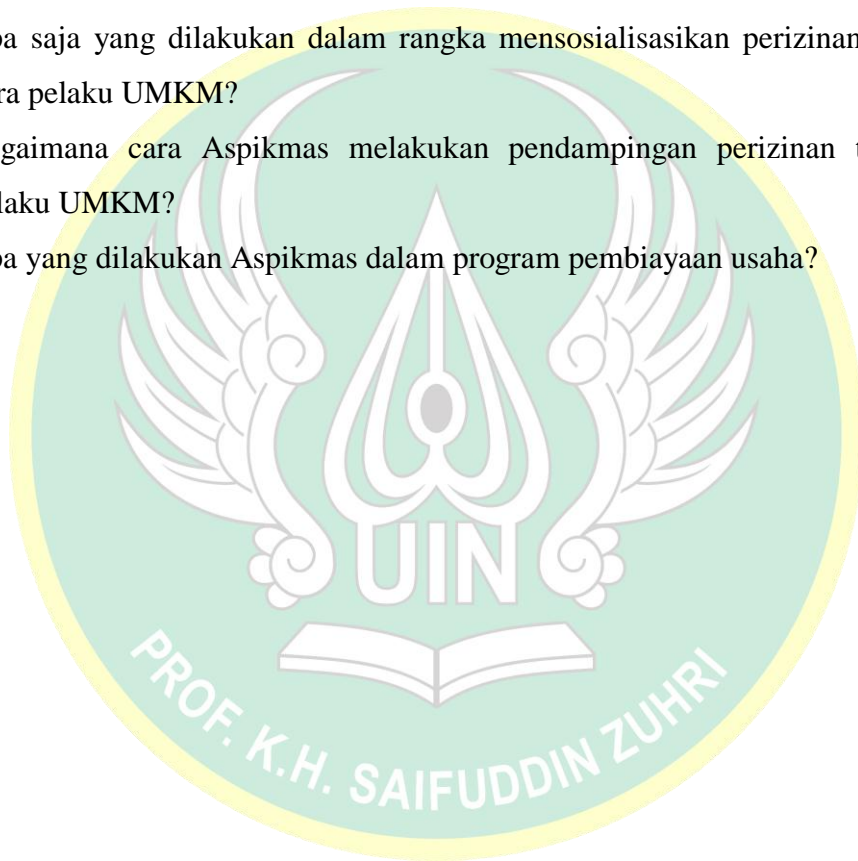 pa saja yang dilakukan dalam rangka mensosialisasikan perizinan
ra pelaku UMKM?
gaimana cara Aspikmas melakukan pendampingan perizinan t
laku UMKM?
pa yang dilakukan Aspikmas dalam program pembiayaan usaha?
UIN
PROF. K.H. SAIFUDDIN ZUHRI